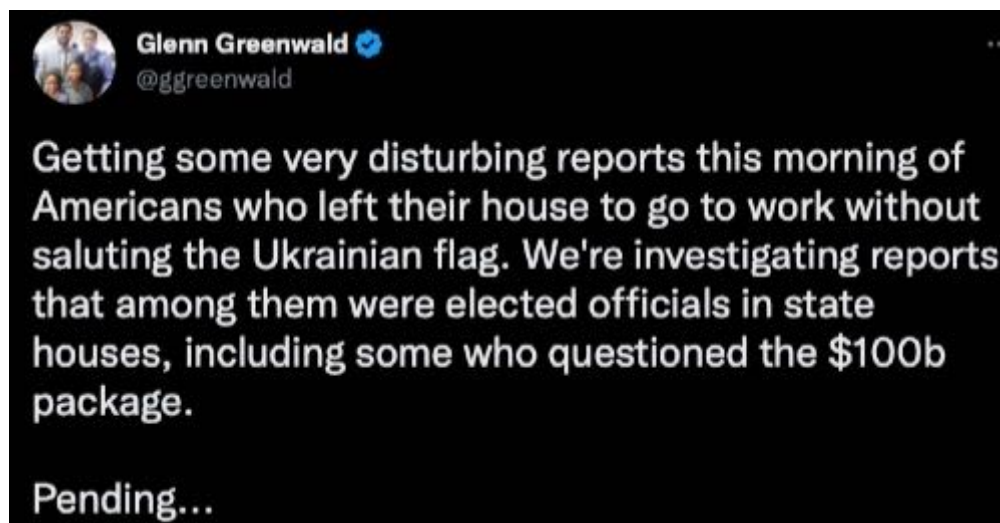 Glenn Greenwald
@ggreenwald
Getting some very disturbing reports this morning of
Americans who left their house to go to work without
saluting the Ukrainian flag. We're investigating reports
that among them were elected officials in state
houses, including some who questioned the $100b
package.
Pending...